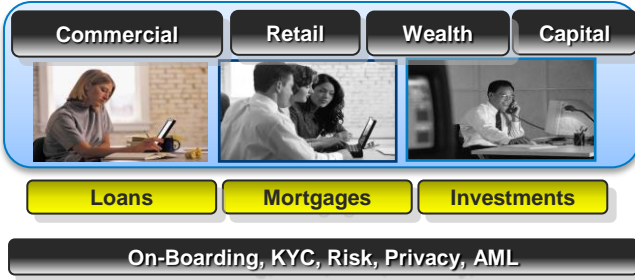 Commercial Retail Wealth Capital
Loans Mortgages Investments
On-Boarding, KYC, Risk, Privacy, AML